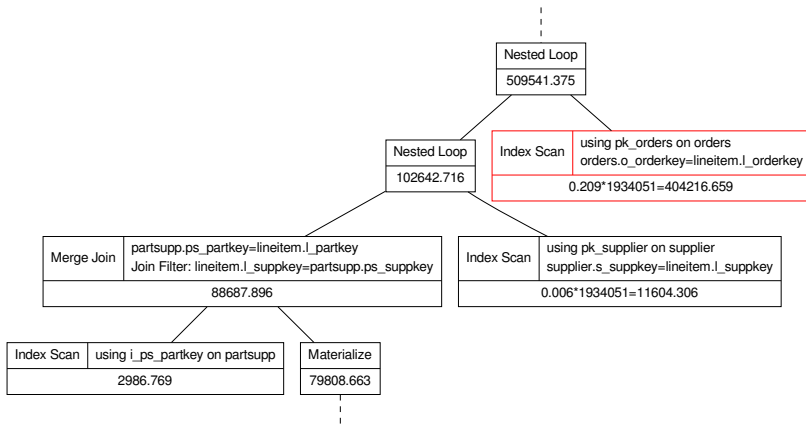 Nested Loop
509541.375
Index Scan
using pk_orders on orders
orders.o_orderkey=lineitem.l_orderkey
0.209*1934051=404216.659
Nested Loop
102642.716
Merge Join
partsupp.ps_partkey=lineitem.l_partkey
Join Filter: lineitem.l_suppkey=partsupp.ps_suppkey
88687.896
Index Scan
using pk_supplier on supplier
supplier.s_suppkey=lineitem.l_suppkey
0.006*1934051=11604.306
Index Scan
using i_ps_partkey on partsupp
2986.769
Materialize
79808.663